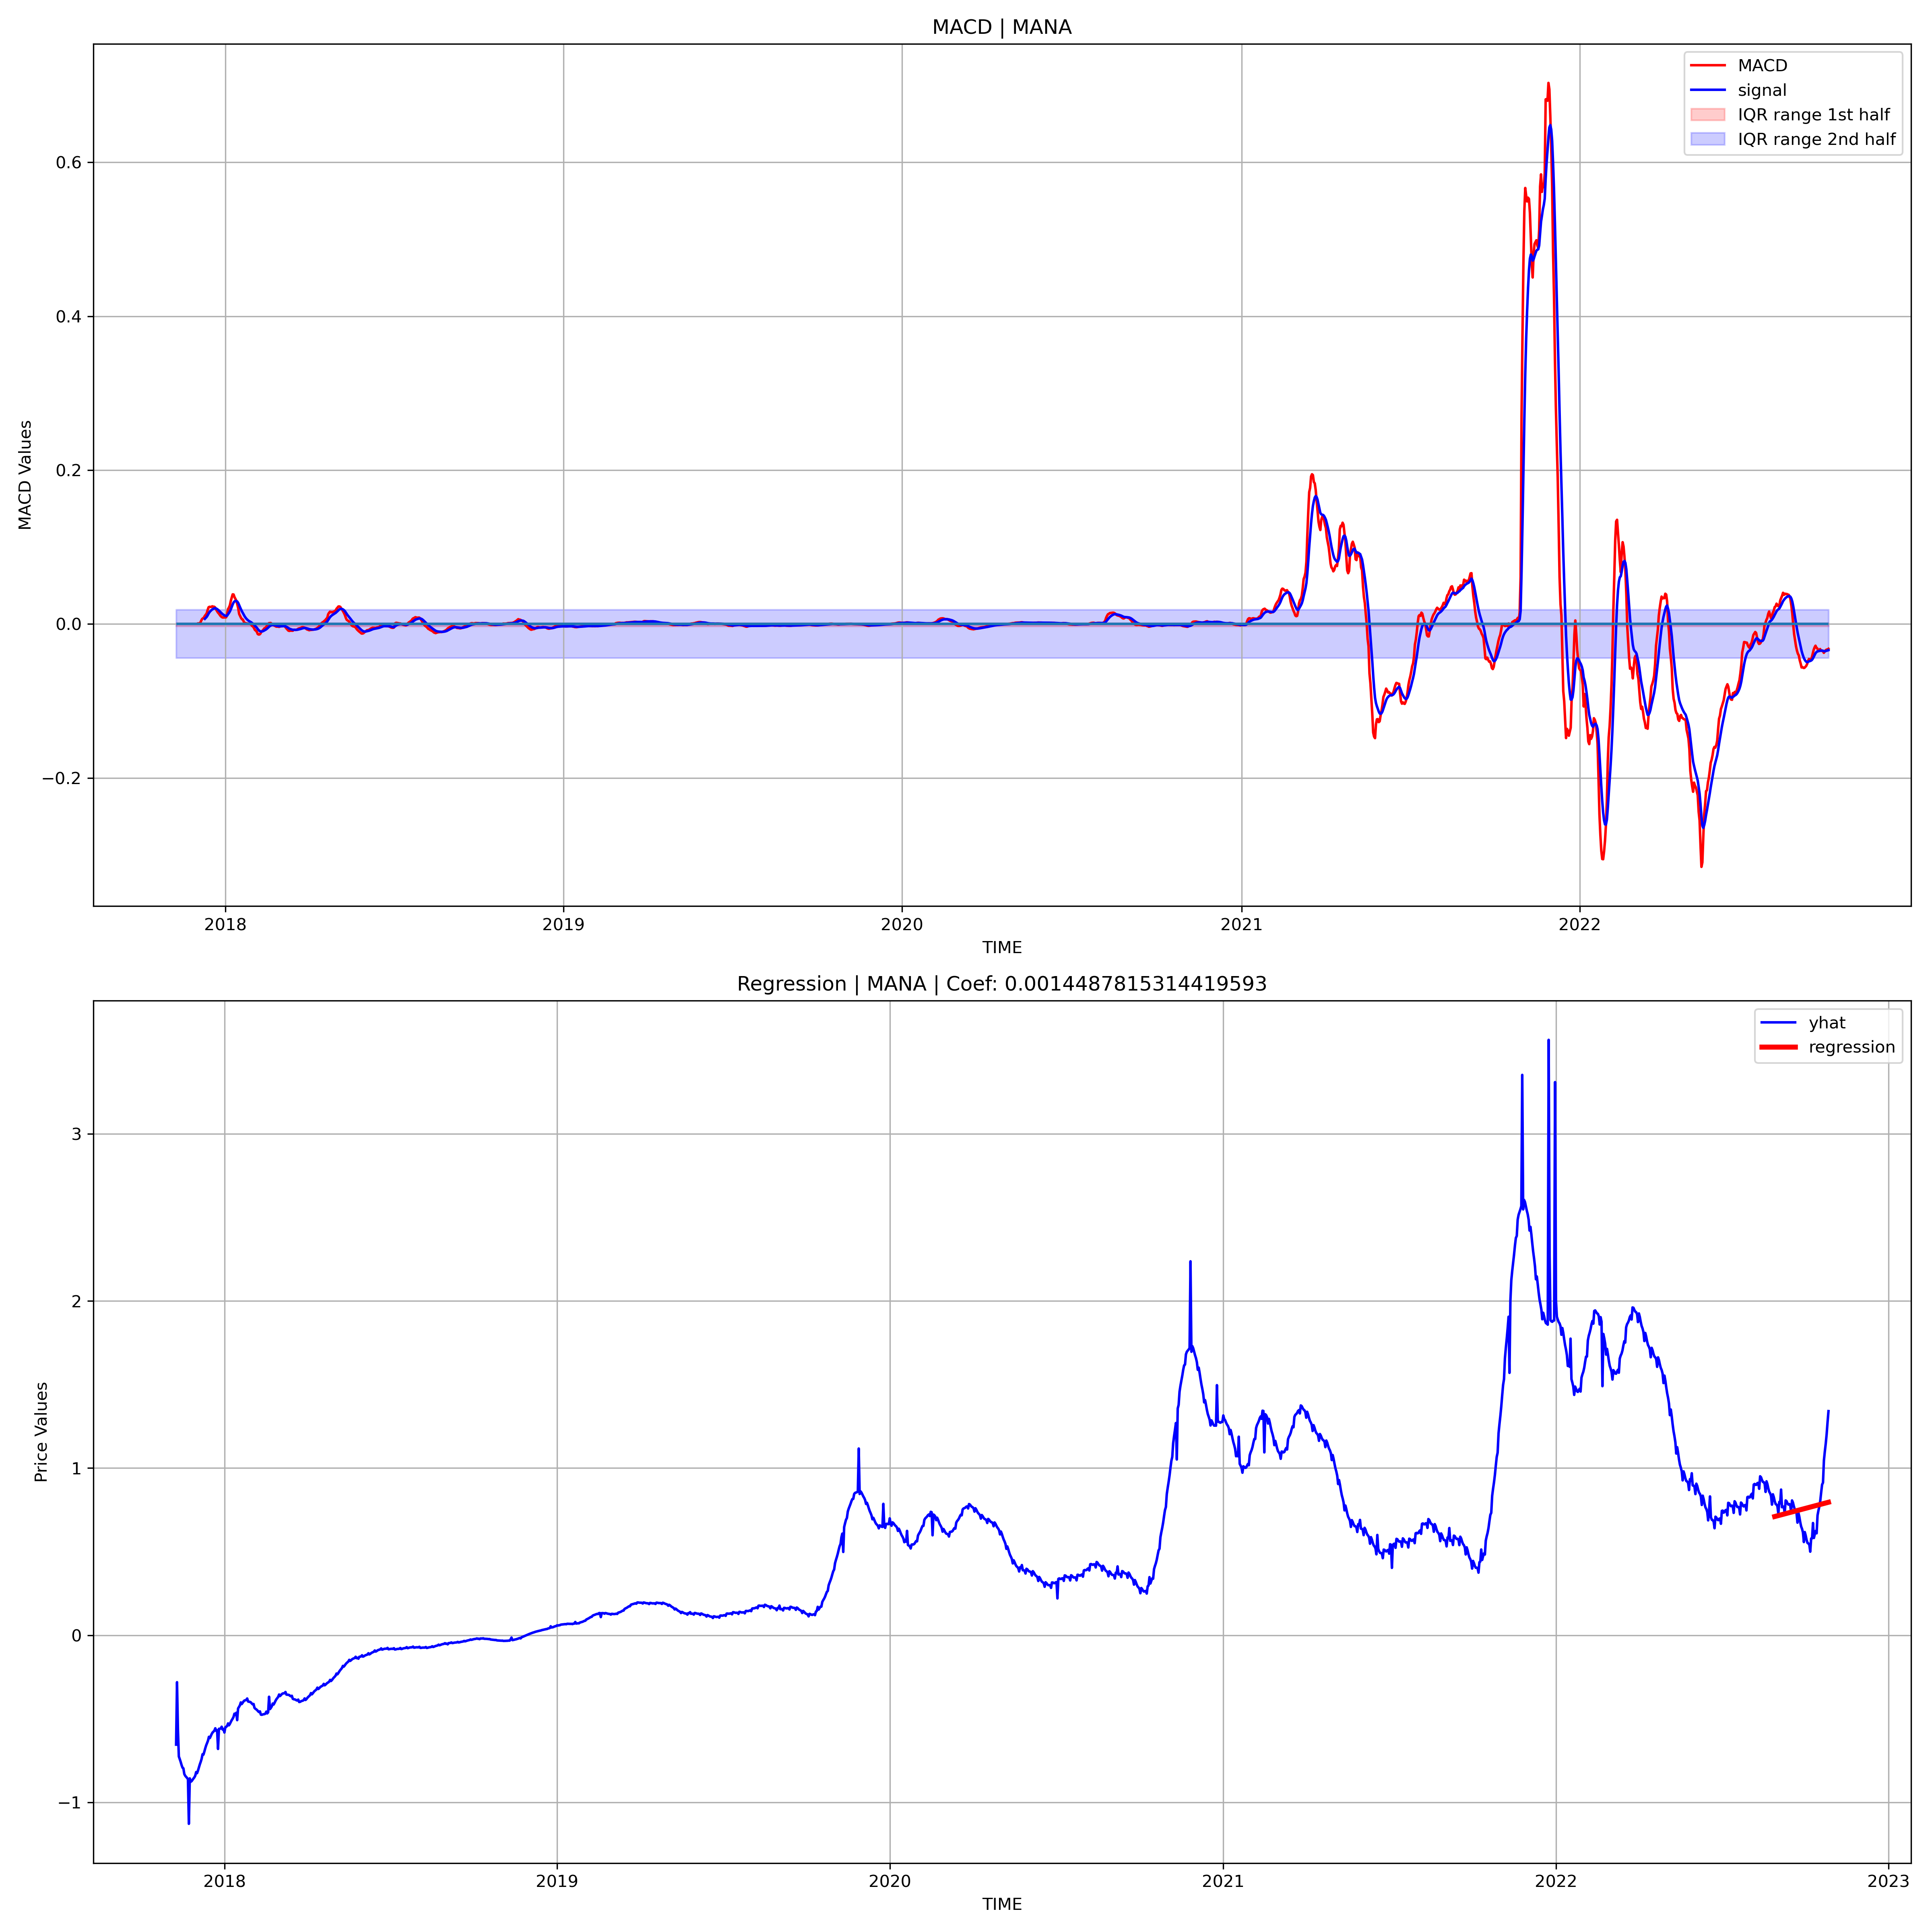 MACD | MANA
MACD
signal
IQR range 1st half
IQR range 2nd half
MACD Values
0.6
0.4
0.2
0.0
−0.2
2018 2019 2020 2021 2022
TIME
Regression | MANA | Coef: 0.0014487815314419593
yhat
regression
Price Values
3
2
1
0
−1
2018 2019 2020 2021 2022 2023
TIME